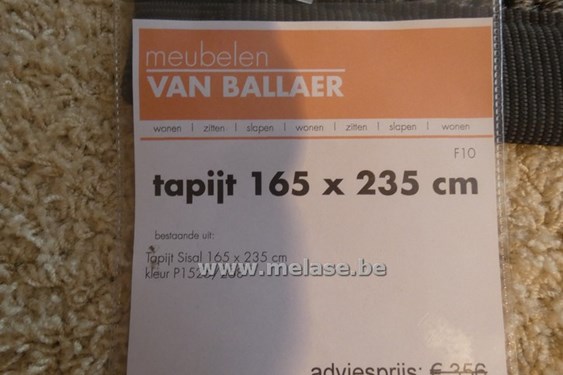 meubelen
VAN BALLAER
wonen | zitten | slapen | wonen | zitten | slapen | wonen
F10
tapijt 165 x 235 cm
bestaande uit:
Tapijt Sisal 165 x 235 cm
kleur
www.melase.be
adviesprijs: € 356